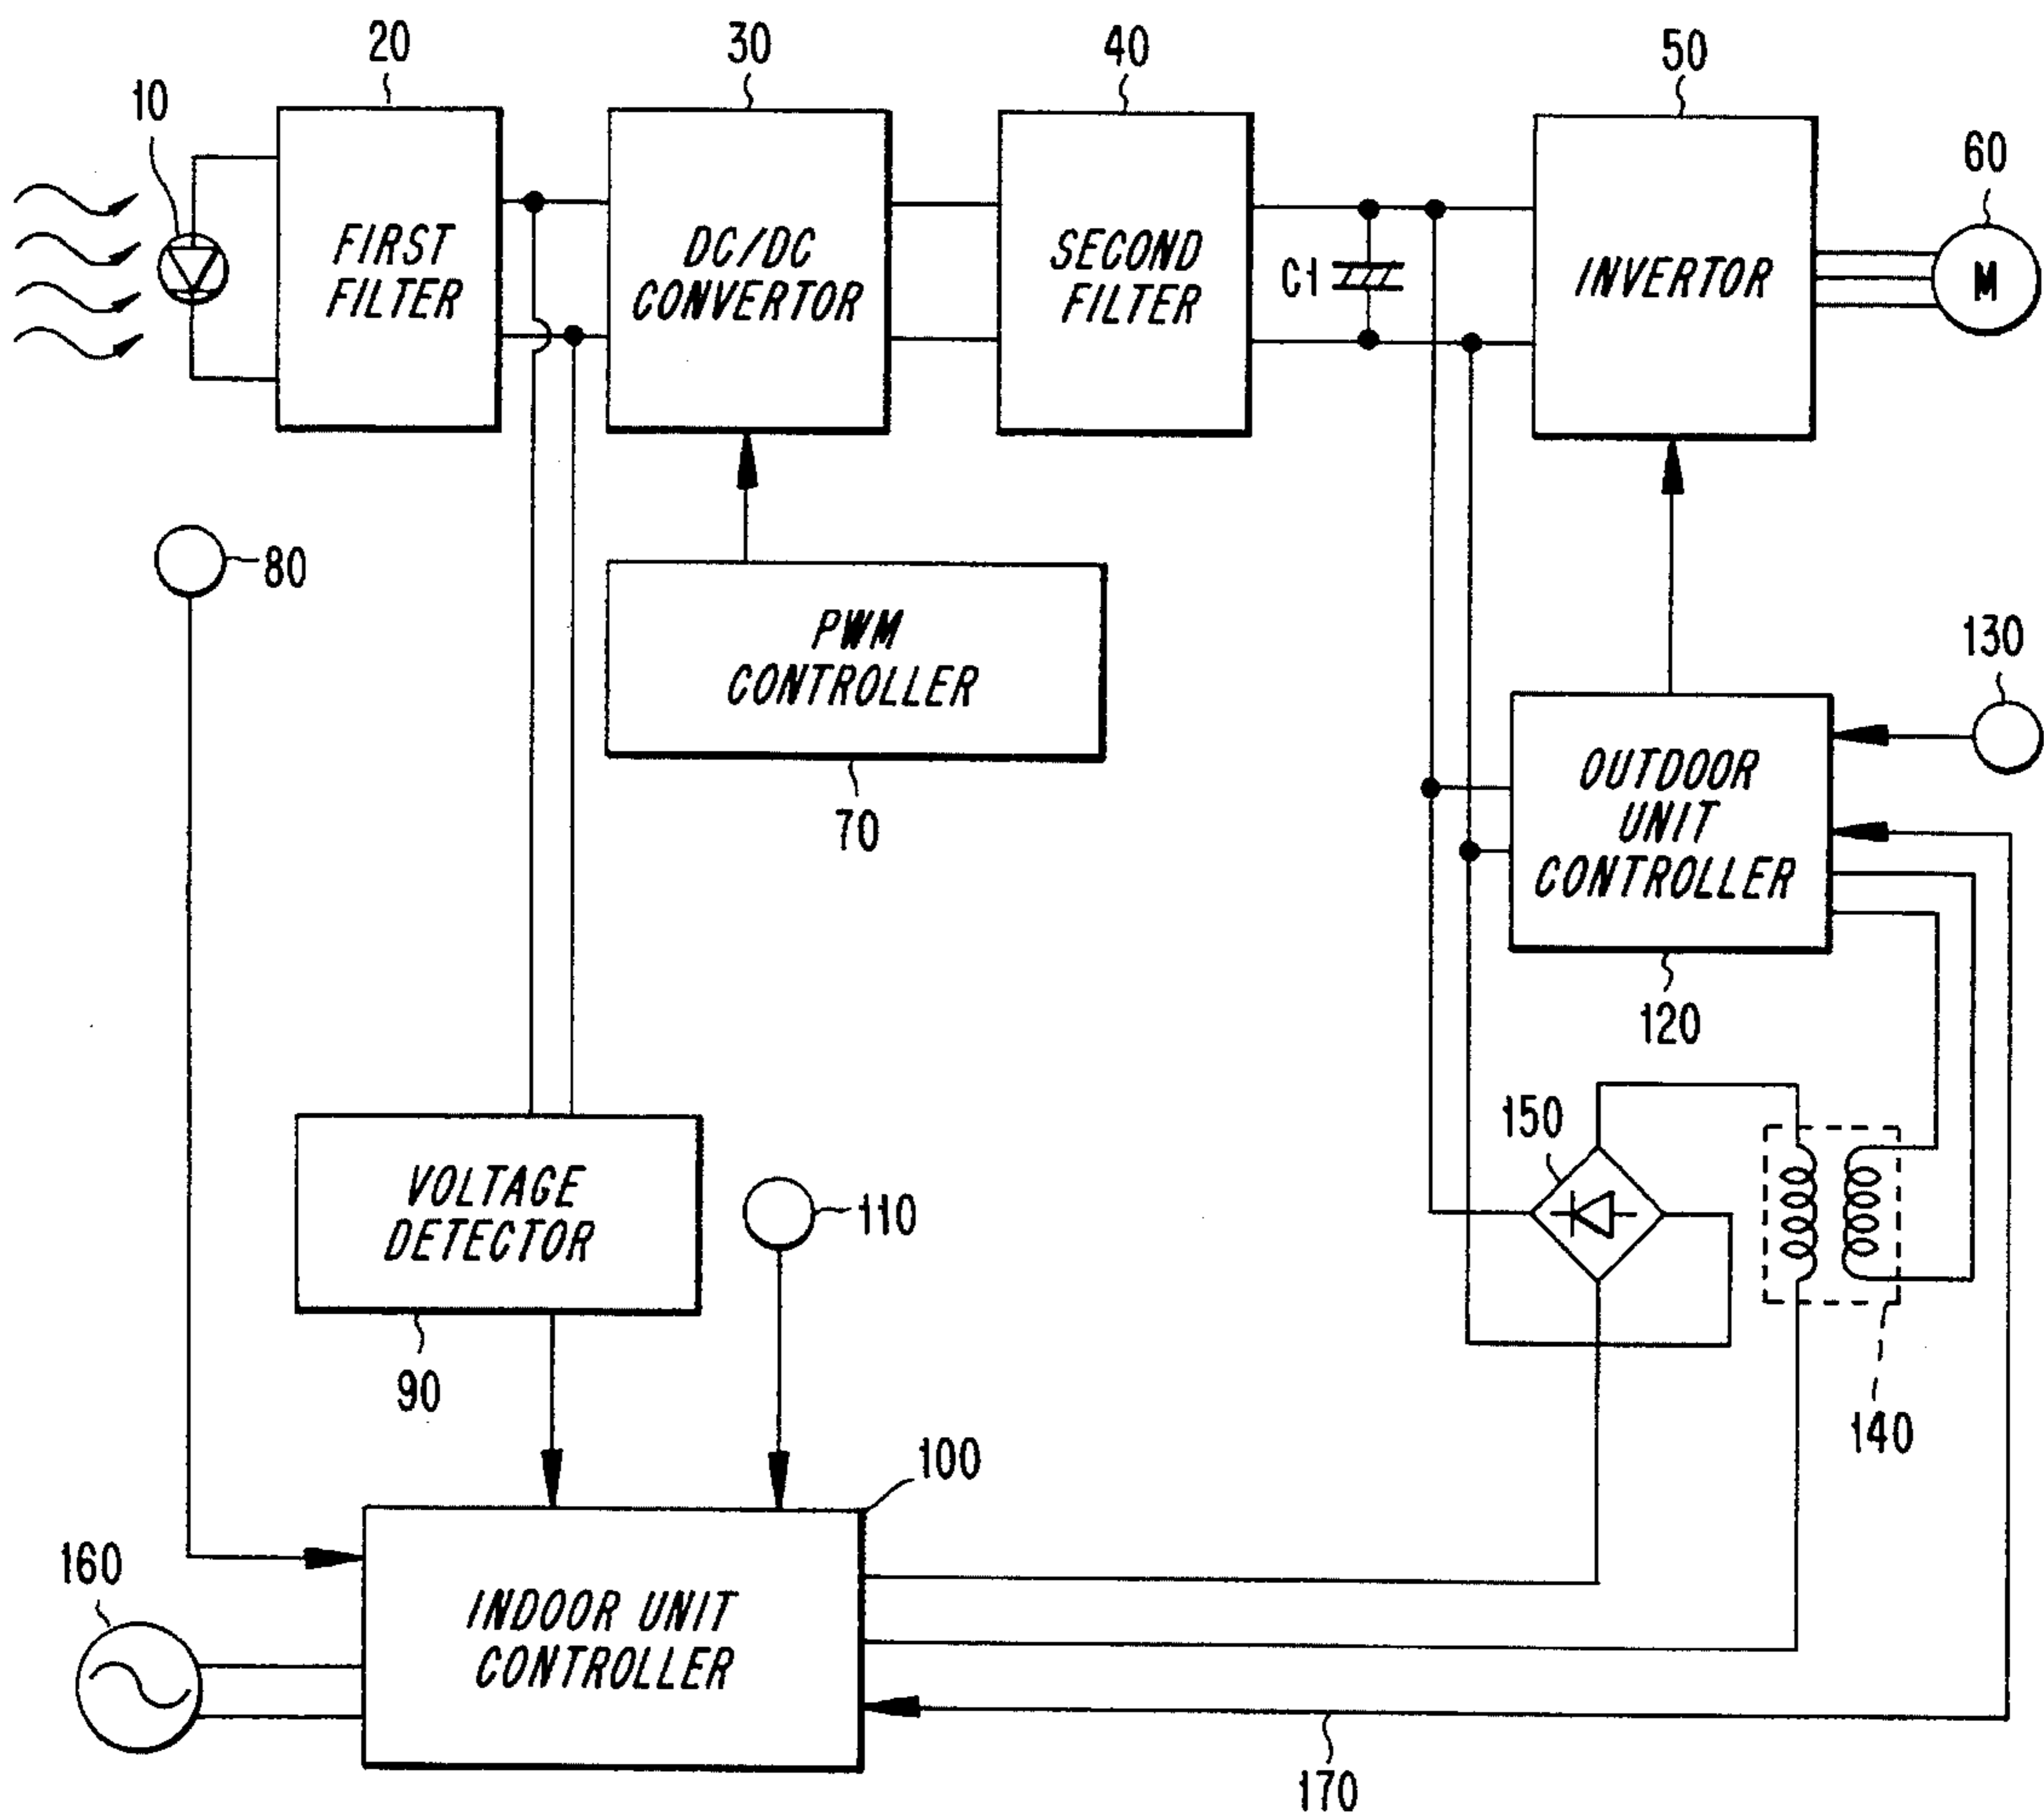 20
30
40
50
10
60
FIRST
FILTER
DC/DC
CONVERTOR
SECOND
FILTER
C1
INVERTOR
M
80
PWM
CONTROLLER
70
130
OUTDOOR
UNIT
CONTROLLER
120
150
VOLTAGE
DETECTOR
110
90
140
100
160
INDOOR UNIT
CONTROLLER
170